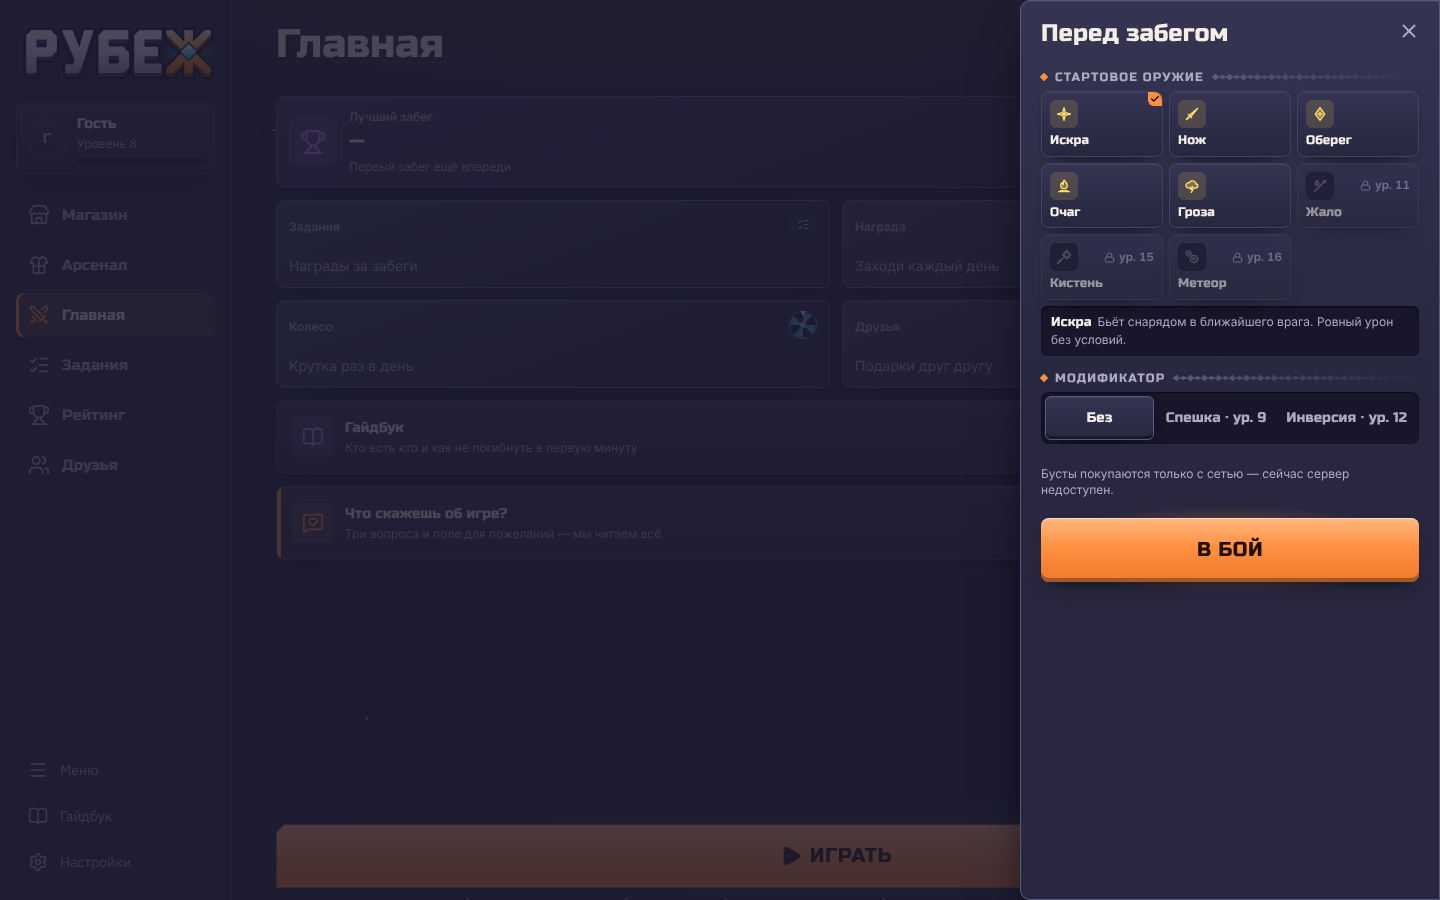 РУБЕЖ
Г
Гость
Уровень 8
Магазин
Арсенал
Главная
Задания
Рейтинг
Друзья
Меню
Гайдбук
Настройки
Главная
Лучший забег
—
Первый забег ещё впереди
Задания
Награды за забеги
Награда
Заходи каждый день
Колесо
Крутка раз в день
Друзья
Подарки друг другу
Гайдбук
Кто есть кто и как не погибнуть в первую минуту
Что скажешь об игре?
Три вопроса и поле для пожеланий — мы читаем всё
ИГРАТЬ
Перед забегом
СТАРТОВОЕ ОРУЖИЕ
Искра
Нож
Оберег
Очаг
Гроза
ур. 11
Жало
ур. 15
Кистень
ур. 16
Метеор
Искра Бьёт снарядом в ближайшего врага. Ровный урон
без условий.
МОДИФИКАТОР
Без
Спешка · ур. 9
Инверсия · ур. 12
Бусты покупаются только с сетью — сейчас сервер
недоступен.
В БОЙ